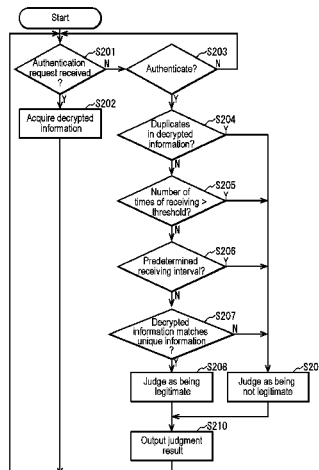 Start
S201
Authentication
request received
?
N
Y
S203
Authenticate?
N
Y
S202
Acquire decrypted
information
S204
Duplicates
in decrypted
information?
Y
N
S205
Number of
times of receiving >
threshold?
Y
N
S206
Predetermined
receiving interval?
Y
N
S207
Decrypted
information matches
unique information
?
N
Y
S208
Judge as being
legitimate
S20
Judge as being
not legitimate
S210
Output judgment
result